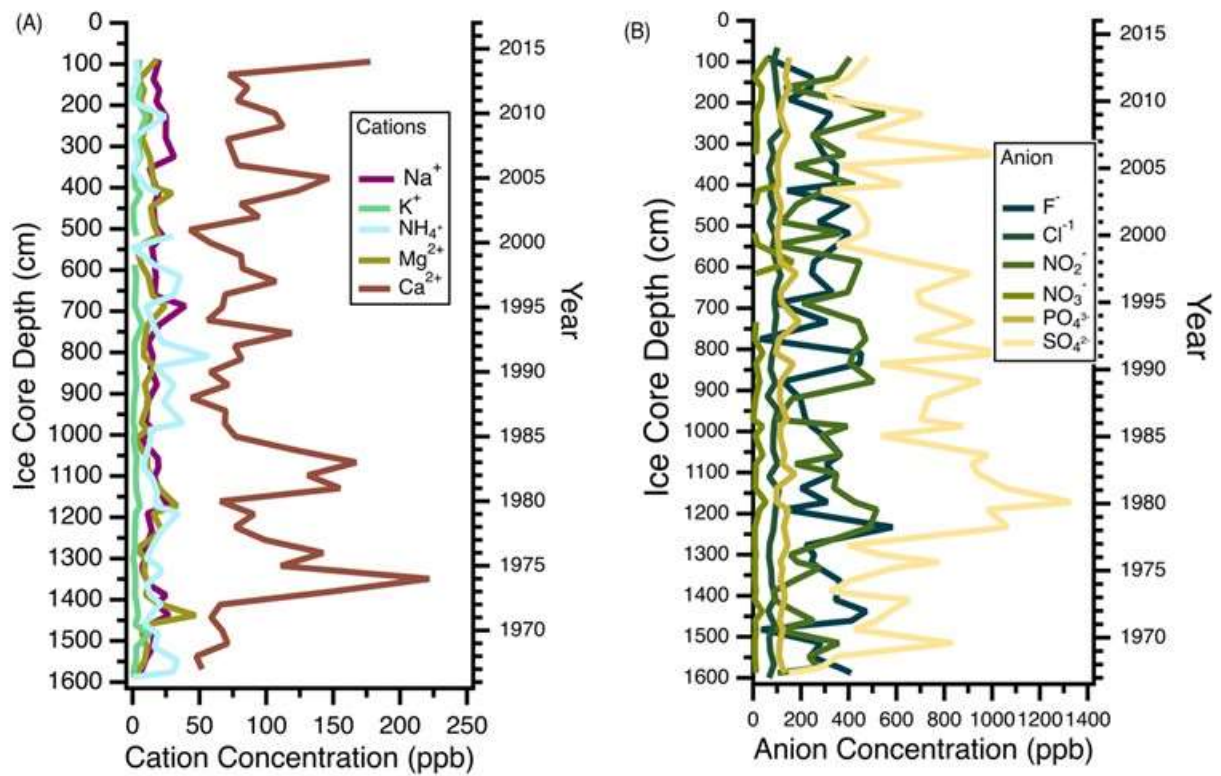 (A)
0
100
200
300
400
500
600
700
800
900
1000
1100
1200
1300
1400
1500
1600
Ice Core Depth (cm)
0 50 100 150 200 250
Cation Concentration (ppb)
2015
2010
2005
2000
1995
1990
1985
1980
1975
1970
Year
Cations
Na⁺
K⁺
NH₄⁺
Mg²⁺
Ca²⁺
(B)
0
100
200
300
400
500
600
700
800
900
1000
1100
1200
1300
1400
1500
1600
Ice Core Depth (cm)
0 200 400 600 800 1000 1200 1400
Anion Concentration (ppb)
2015
2010
2005
2000
1995
1990
1985
1980
1975
1970
Year
Anion
F⁻
Cl⁻¹
NO₂⁻
NO₃⁻
PO₄³⁻
SO₄²⁻